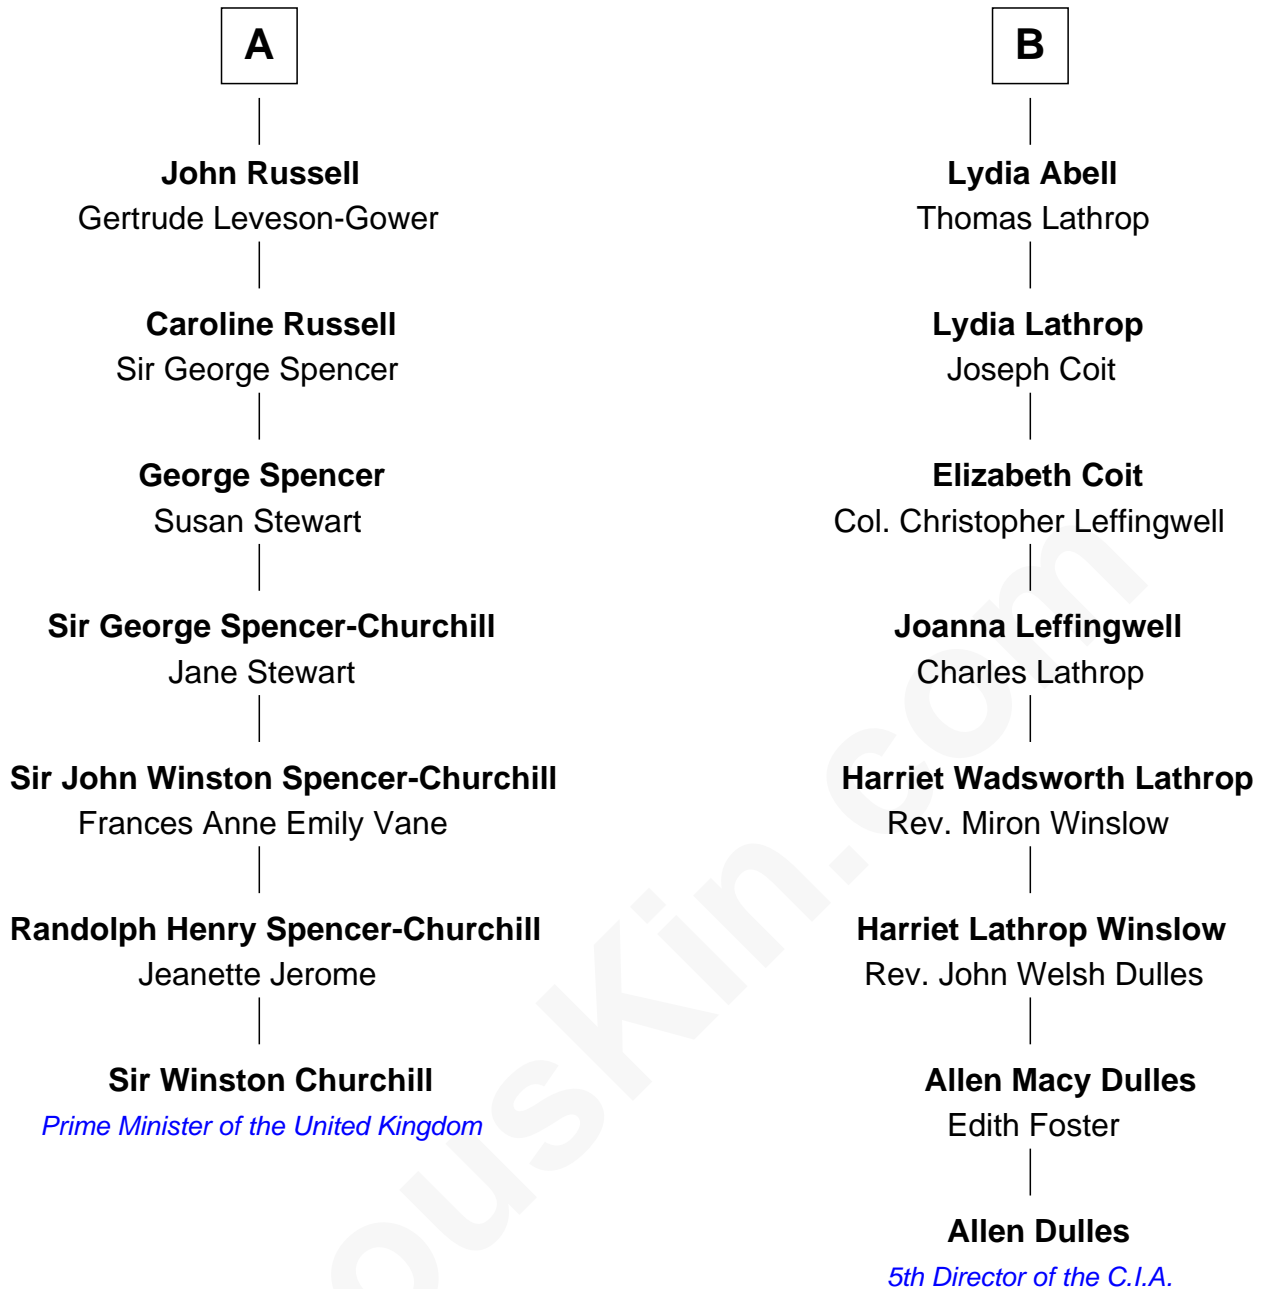 A
John Russell
Gertrude Leveson-Gower
Caroline Russell
Sir George Spencer
George Spencer
Susan Stewart
Sir George Spencer-Churchill
Jane Stewart
Sir John Winston Spencer-Churchill
Frances Anne Emily Vane
Randolph Henry Spencer-Churchill
Jeanette Jerome
Sir Winston Churchill
Prime Minister of the United Kingdom
B
Lydia Abell
Thomas Lathrop
Lydia Lathrop
Joseph Coit
Elizabeth Coit
Col. Christopher Leffingwell
Joanna Leffingwell
Charles Lathrop
Harriet Wadsworth Lathrop
Rev. Miron Winslow
Harriet Lathrop Winslow
Rev. John Welsh Dulles
Allen Macy Dulles
Edith Foster
Allen Dulles
5th Director of the C.I.A.
ousKin.com